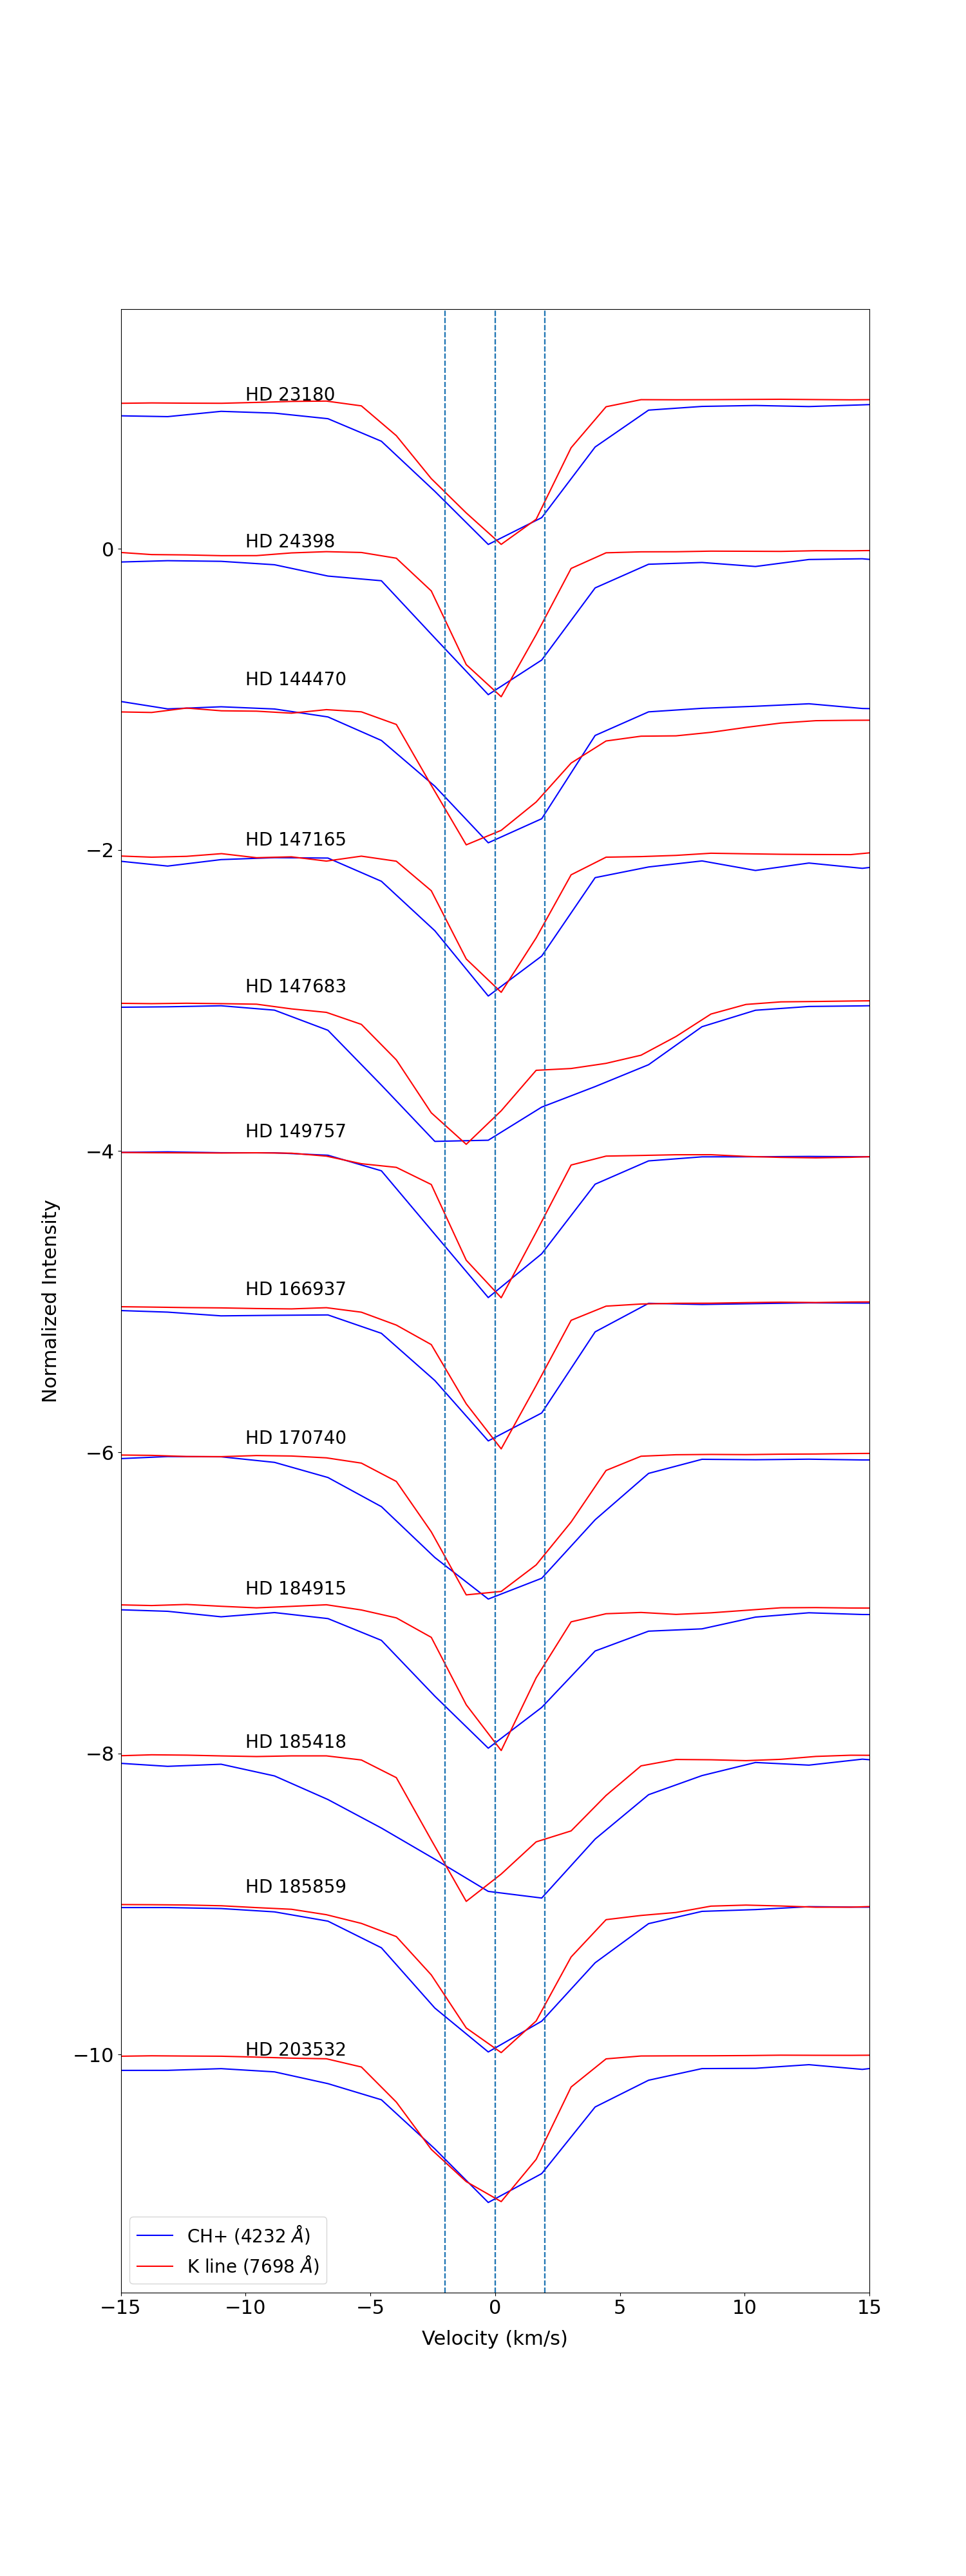 HD 23180
0
HD 24398
HD 144470
−2
HD 147165
HD 147683
−4
HD 149757
HD 166937
−6
HD 170740
HD 184915
−8
HD 185418
HD 185859
−10
HD 203532
Normalized Intensity
CH+ (4232 Å)
K line (7698 Å)
−15 −10 −5 0 5 10 15
Velocity (km/s)